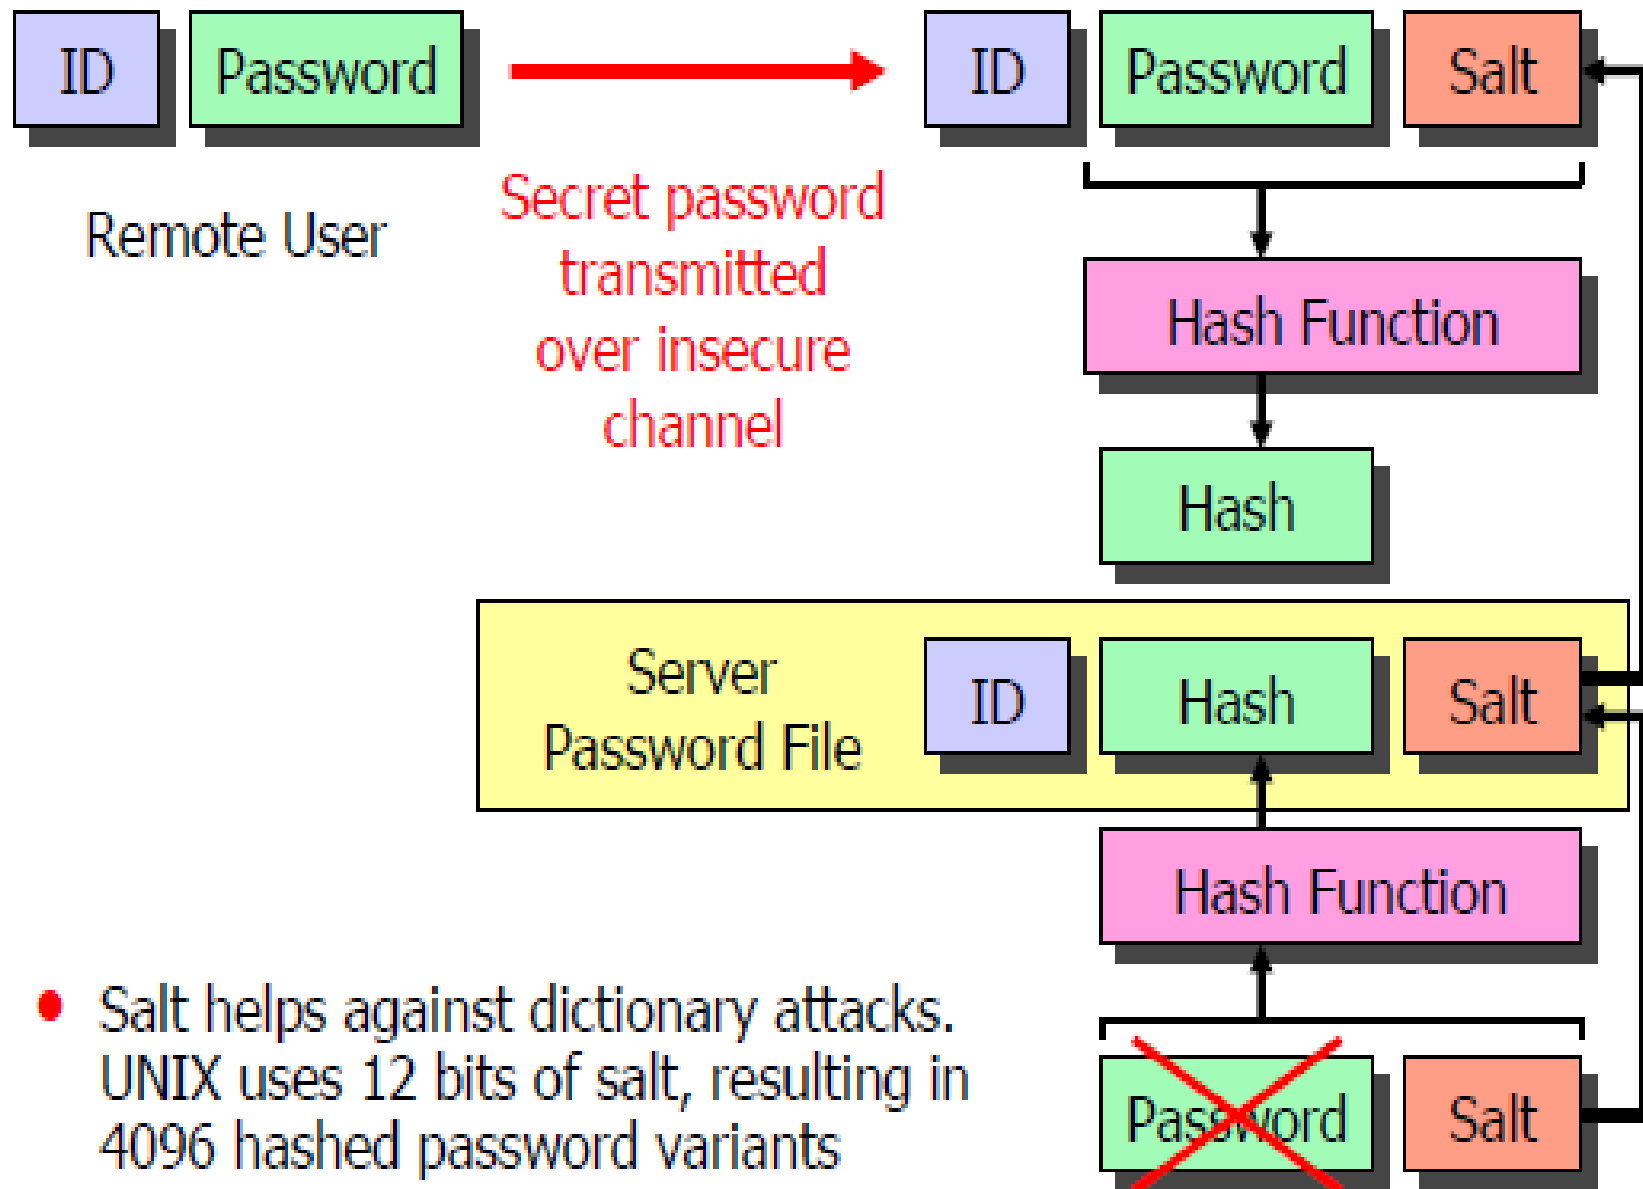 ID Password
ID Password Salt
Remote User
Secret password
transmitted
over insecure
channel
Hash Function
Hash
Server
Password File
ID Hash Salt
Hash Function
Password Salt
• Salt helps against dictionary attacks.
UNIX uses 12 bits of salt, resulting in
4096 hashed password variants